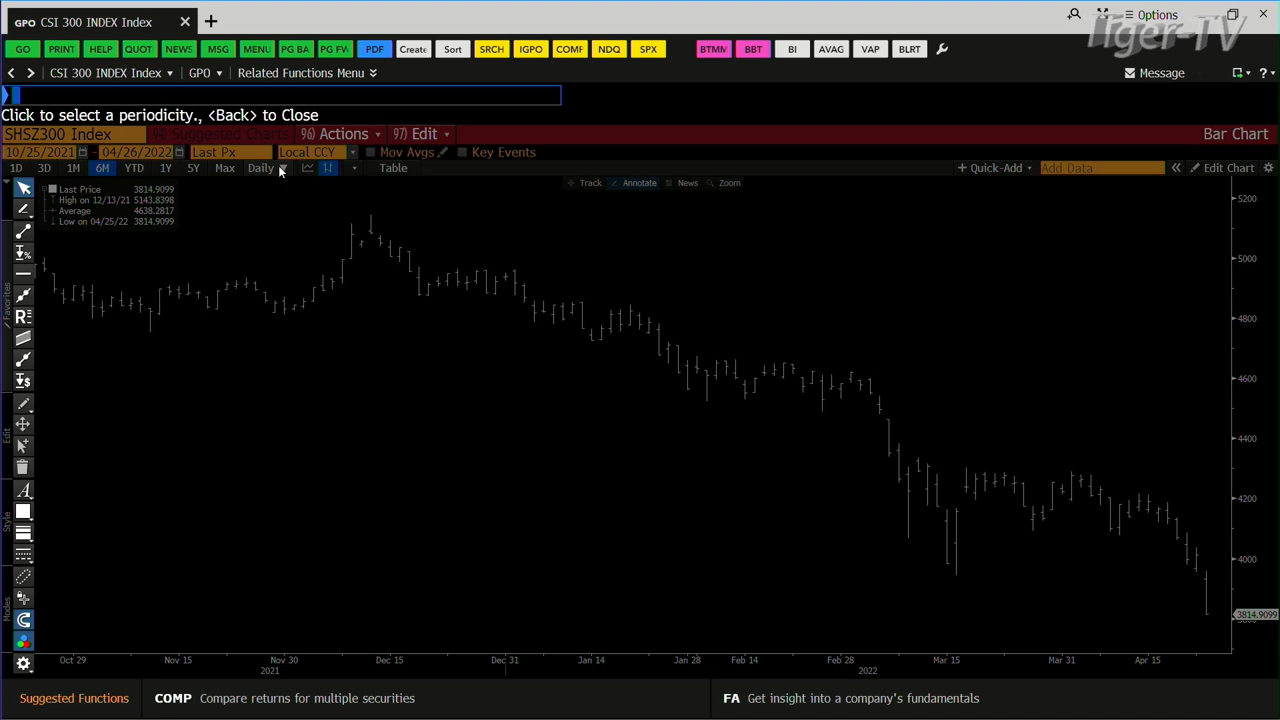 GPO CSI 300 INDEX Index
Options
Tiger-TV
GO PRINT HELP QUOT NEWS MSG MENU PG BA PG FW PDF Create Sort SRCH IGPO COMF NDQ SPX BTMM BBT BI AVAG VAP BLRT
CSI 300 INDEX Index GPO Related Functions Menu Message
Click to select a periodicity., <Back> to Close
SHSZ300 Index 94) Suggested Charts 96) Actions 97) Edit Bar Chart
10/25/2021 - 04/26/2022 Last Px Local CCY Mov Avgs Key Events
1D 3D 1M 6M YTD 1Y 5Y Max Daily Table + Quick-Add Add Data « Edit Chart
Track Annotate News Zoom
Last Price 3814.9099
High on 12/13/21 5143.8398
Average 4638.2817
Low on 04/25/22 3814.9099
5200
5000
4800
4600
4400
4200
4000
3814.9099
Favorites
Edit
Style
Modes
Oct 29 Nov 15 Nov 30 Dec 15 Dec 31 Jan 14 Jan 28 Feb 14 Feb 28 Mar 15 Mar 31 Apr 15
2021 2022
Suggested Functions COMP Compare returns for multiple securities FA Get insight into a company's fundamentals